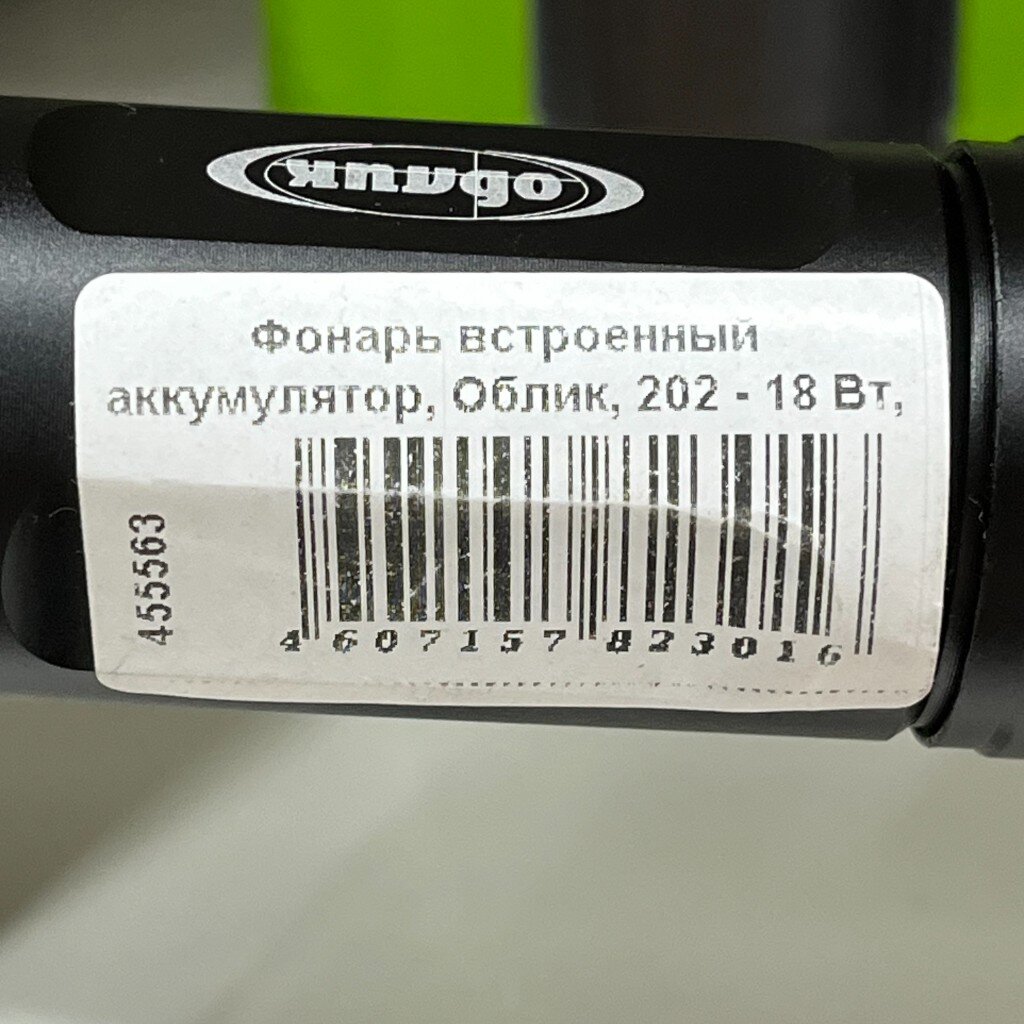 облик
Фонарь встроенный
аккумулятор, Облик, 202 - 18 Вт,
455563
4 607157 823016